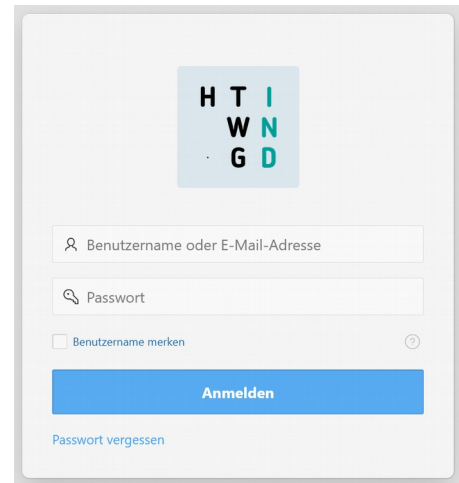 H T I
W N
· G D
Benutzername oder E-Mail-Adresse
Passwort
Benutzername merken
?
Anmelden
Passwort vergessen